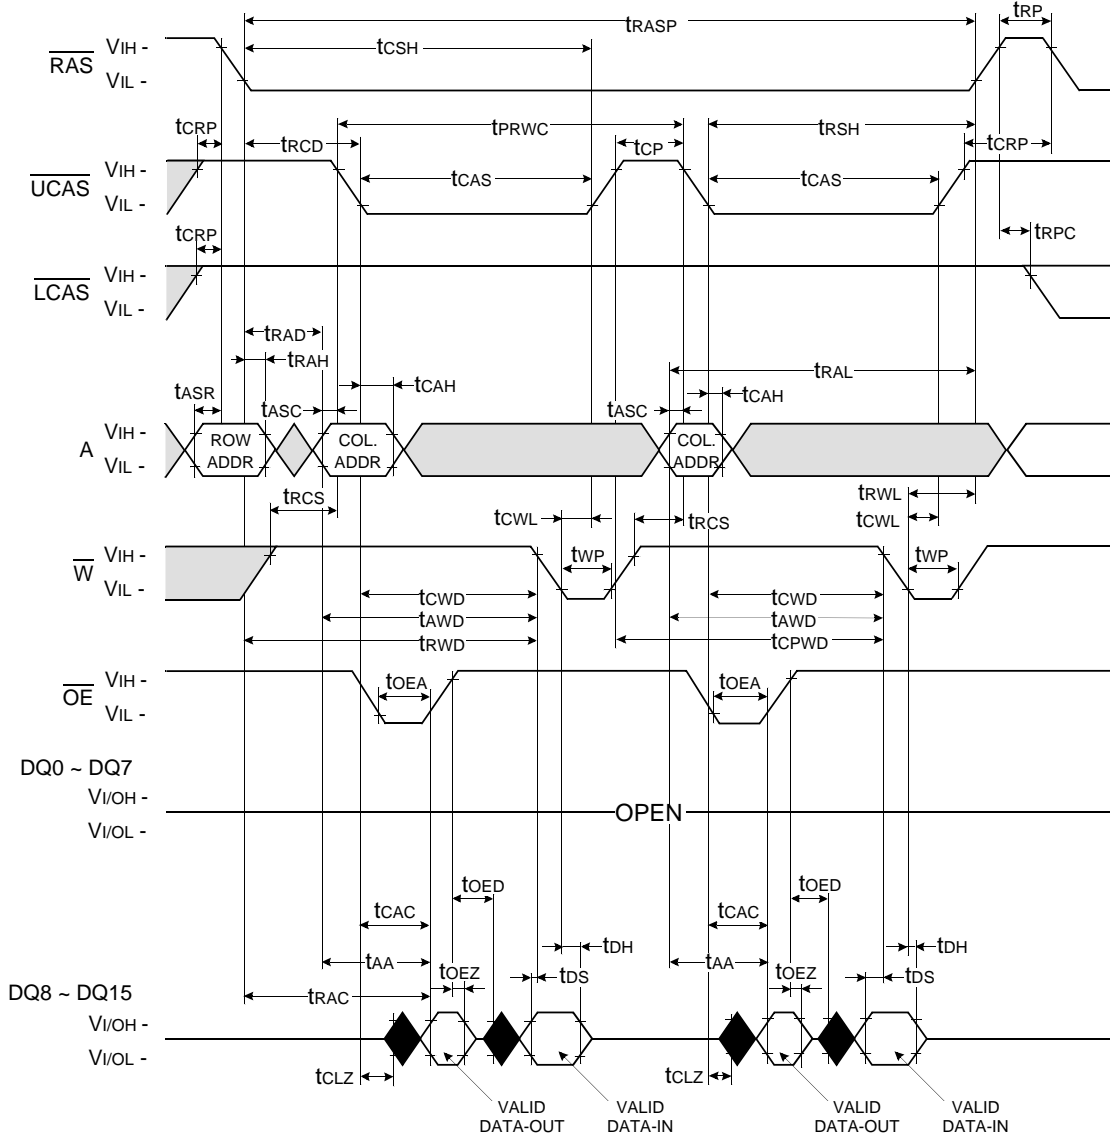 tRASP
tRP
tCSH
RAS
VIH -
VIL -
tCRP
tRCD
tPRWC
tCP
tRSH
tCRP
UCAS
VIH -
VIL -
tCAS
tCAS
tCRP
tRPC
LCAS
VIH -
VIL -
tRAD
tRAH
tASR
tASC
tCAH
tRAL
tASC
tCAH
A
VIH -
VIL -
ROW
ADDR
COL.
ADDR
COL.
ADDR
tRCS
tCWL
tRCS
tRWL
tCWL
W
VIH -
VIL -
tWP
tWP
tCWD
tAWD
tRWD
tCWD
tAWD
tCPWD
OE
VIH -
VIL -
tOEA
tOEA
DQ0 ~ DQ7
VI/OH -
VI/OL -
OPEN
tOED
tOED
tCAC
tCAC
tDH
tDH
tAA
tOEZ
tDS
tAA
tOEZ
tDS
DQ8 ~ DQ15
tRAC
VI/OH -
VI/OL -
tCLZ
tCLZ
VALID
DATA-OUT
VALID
DATA-IN
VALID
DATA-OUT
VALID
DATA-IN